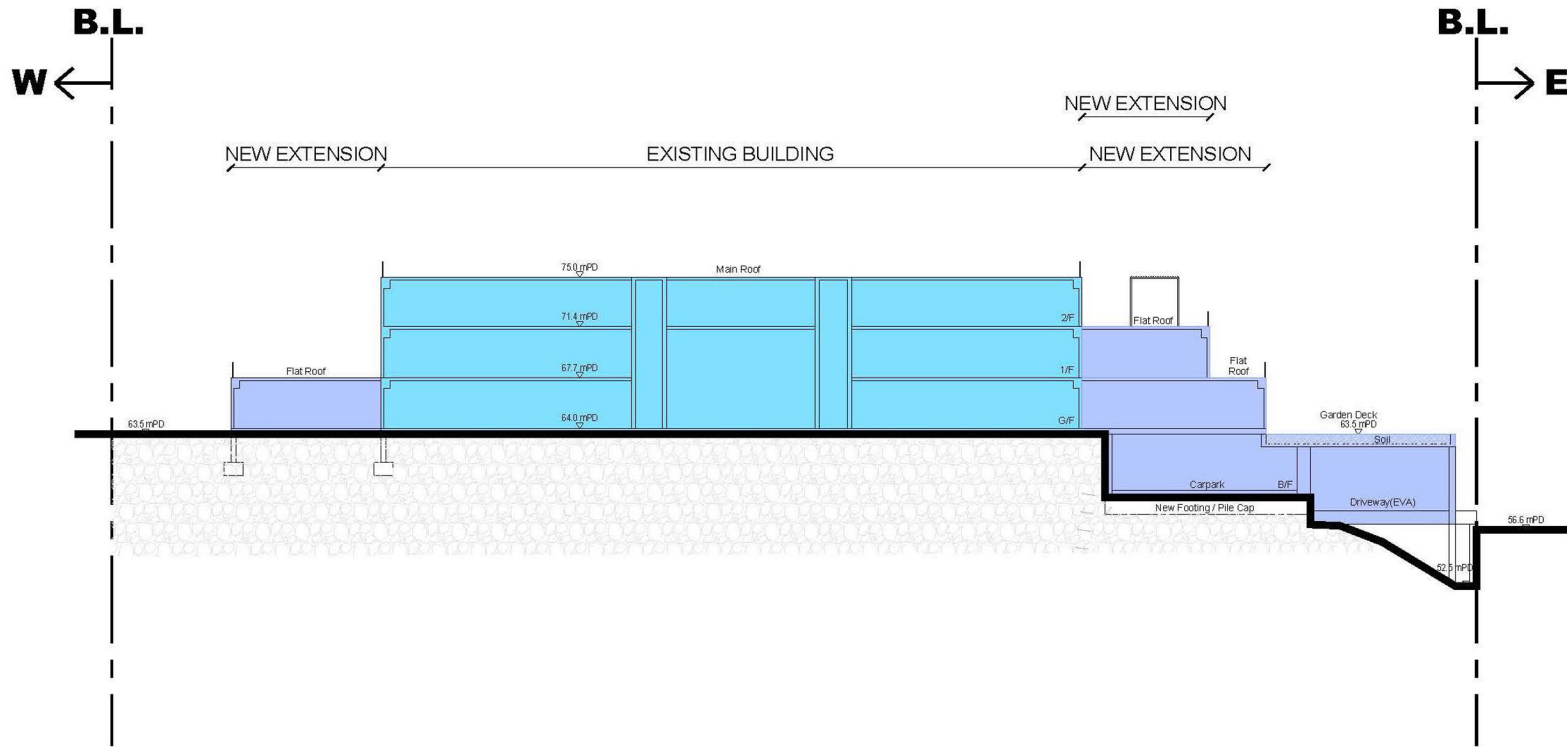 B.L.
B.L.
W
E
NEW EXTENSION
NEW EXTENSION
EXISTING BUILDING
NEW EXTENSION
75.0 mPD
Main Roof
71.4 mPD
2/F
Flat Roof
Flat Roof
67.7 mPD
1/F
Flat
Roof
63.5 mPD
64.0 mPD
G/F
Garden Deck
63.5 mPD
Soil
Carpark
B/F
New Footing / Pile Cap
Driveway(EVA)
56.6 mPD
52.5 mPD